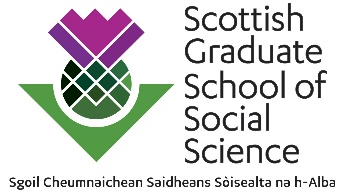 Scottish
Graduate
School of
Social
Science
Sgoil Cheumnaichean Saidheans Sòisealta na h-Alba